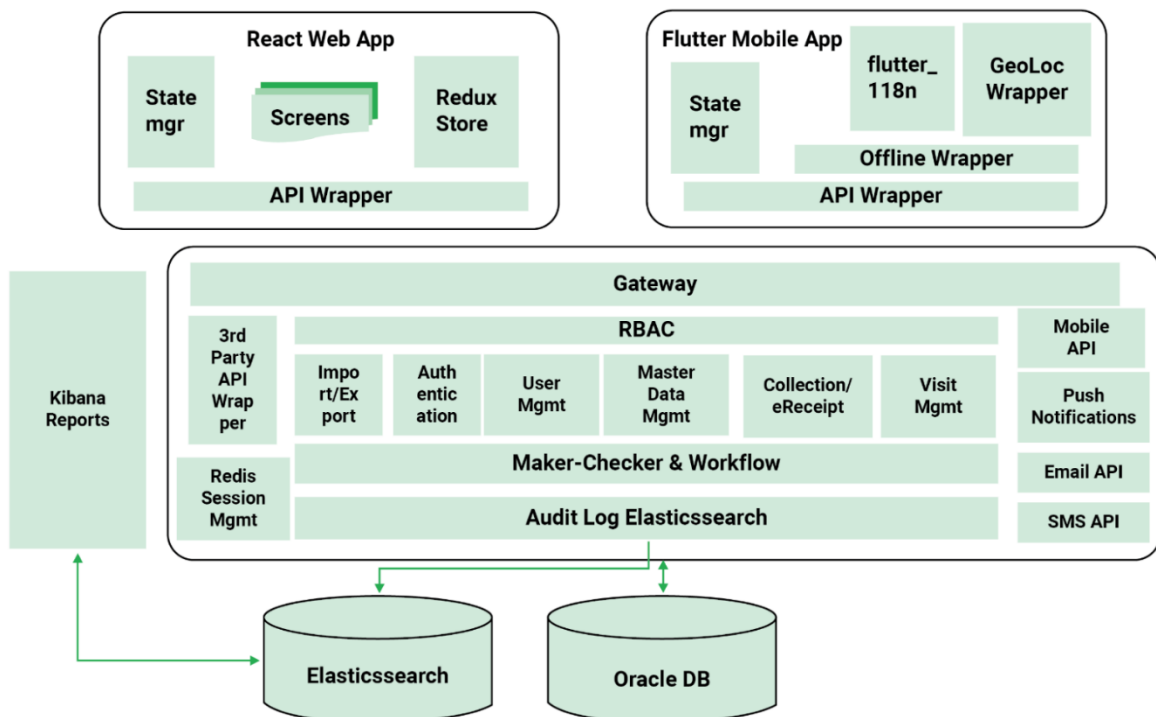 React Web App
State
mgr
Screens
Redux
Store
API Wrapper
Flutter Mobile App
State
mgr
flutter_
118n
GeoLoc
Wrapper
Offline Wrapper
API Wrapper
Kibana
Reports
Gateway
3rd
Party
API
Wrap
per
RBAC
Impo
rt/Ex
port
Auth
entic
ation
User
Mgmt
Master
Data
Mgmt
Collection/
eReceipt
Visit
Mgmt
Mobile
API
Push
Notifications
Redis
Session
Mgmt
Maker-Checker & Workflow
Email API
Audit Log Elasticssearch
SMS API
Elasticssearch
Oracle DB